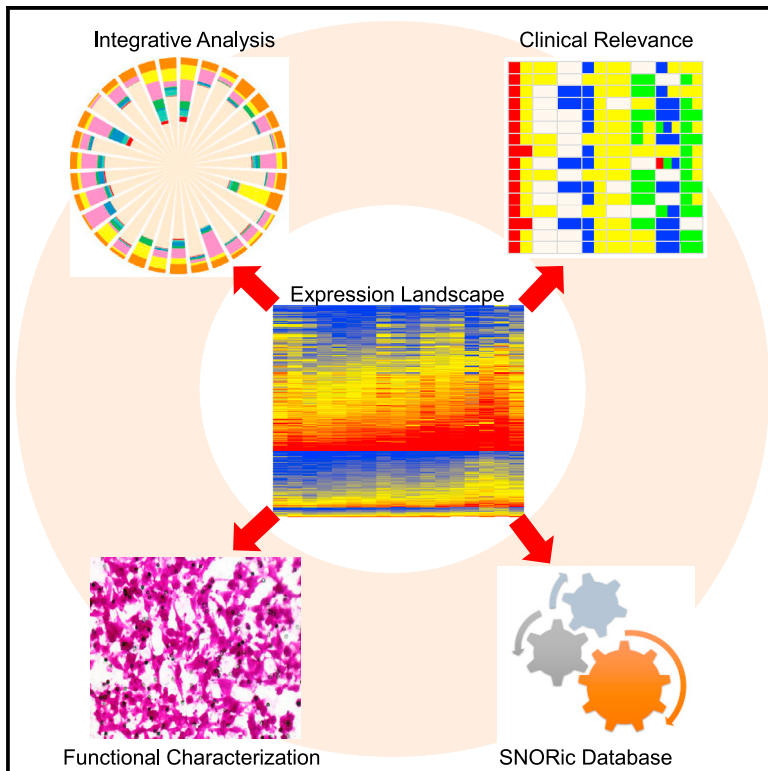 Integrative Analysis
Clinical Relevance
Expression Landscape
Functional Characterization
SNORic Database